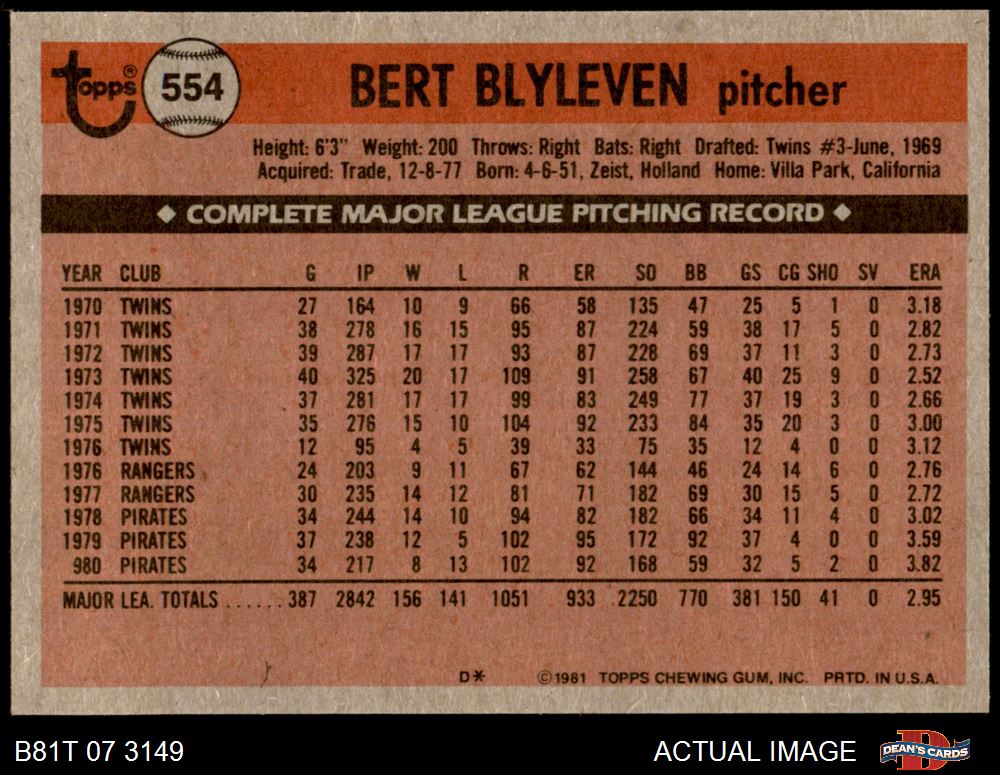 Topps® 554 BERT BLYLEVEN pitcher
Height: 6'3" Weight: 200 Throws: Right Bats: Right Drafted: Twins #3-June, 1969
Acquired: Trade, 12-8-77 Born: 4-6-51, Zeist, Holland Home: Villa Park, California
◆ COMPLETE MAJOR LEAGUE PITCHING RECORD ◆
YEAR CLUB G IP W L R ER SO BB GS CG SHO SV ERA
1970 TWINS 27 164 10 9 66 58 135 47 25 5 1 0 3.18
1971 TWINS 38 278 16 15 95 87 224 59 38 17 5 0 2.82
1972 TWINS 39 287 17 17 93 87 228 69 37 11 3 0 2.73
1973 TWINS 40 325 20 17 109 91 258 67 40 25 9 0 2.52
1974 TWINS 37 281 17 17 99 83 249 77 37 19 3 0 2.66
1975 TWINS 35 276 15 10 104 92 233 84 35 20 3 0 3.00
1976 TWINS 12 95 4 5 39 33 75 35 12 4 0 0 3.12
1976 RANGERS 24 203 9 11 67 62 144 46 24 14 6 0 2.76
1977 RANGERS 30 235 14 12 81 71 182 69 30 15 5 0 2.72
1978 PIRATES 34 244 14 10 94 82 182 66 34 11 4 0 3.02
1979 PIRATES 37 238 12 5 102 95 172 92 37 4 0 0 3.59
980 PIRATES 34 217 8 13 102 92 168 59 32 5 2 0 3.82
MAJOR LEA. TOTALS ...... 387 2842 156 141 1051 933 2250 770 381 150 41 0 2.95
D* ©1981 TOPPS CHEWING GUM, INC. PRTD. IN U.S.A.
B81T 07 3149 ACTUAL IMAGE D DEAN'S CARDS